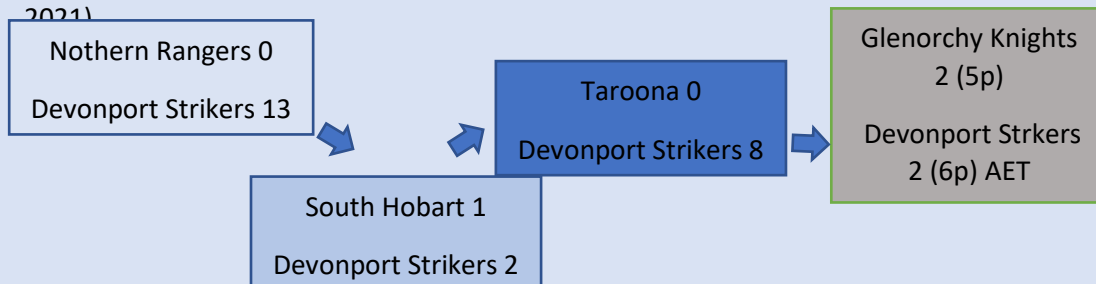 2021)
Nothern Rangers 0
Devonport Strikers 13
South Hobart 1
Devonport Strikers 2
Taroona 0
Devonport Strikers 8
Glenorchy Knights
2 (5p)
Devonport Strkers
2 (6p) AET